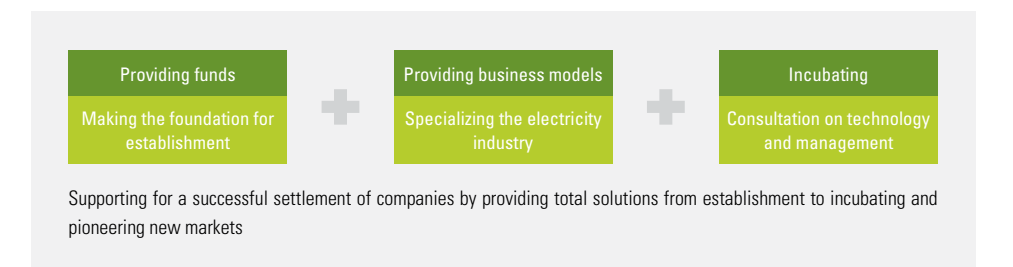 Providing funds
Making the foundation for
establishment
Providing business models
Specializing the electricity
industry
Incubating
Consultation on technology
and management
Supporting for a successful settlement of companies by providing total solutions from establishment to incubating and
pioneering new markets